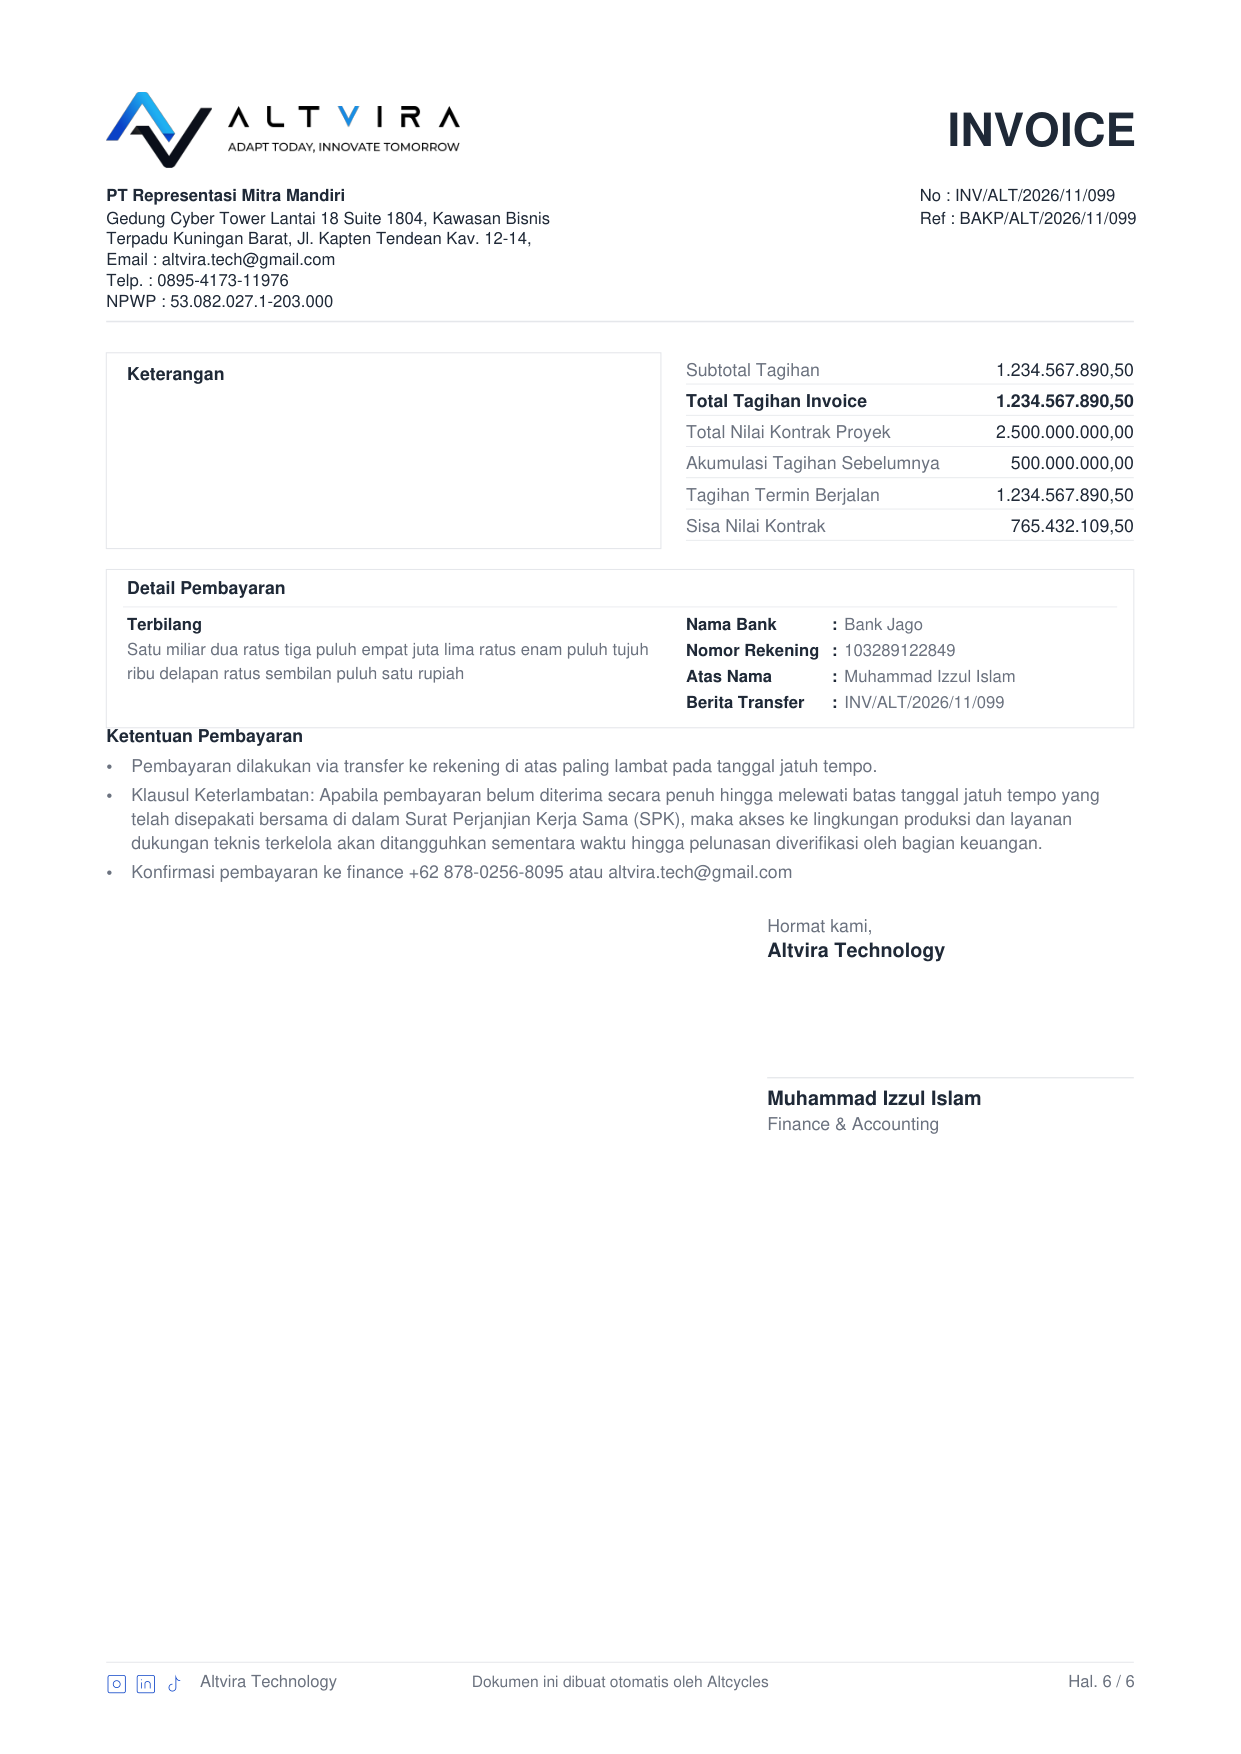 ALTVIRA
ADAPT TODAY, INNOVATE TOMORROW
INVOICE
PT Representasi Mitra Mandiri
Gedung Cyber Tower Lantai 18 Suite 1804, Kawasan Bisnis
Terpadu Kuningan Barat, Jl. Kapten Tendean Kav. 12-14,
Email : altvira.tech@gmail.com
Telp. : 0895-4173-11976
NPWP : 53.082.027.1-203.000
No : INV/ALT/2026/11/099
Ref : BAKP/ALT/2026/11/099
Keterangan
Subtotal Tagihan 1.234.567.890,50
Total Tagihan Invoice 1.234.567.890,50
Total Nilai Kontrak Proyek 2.500.000.000,00
Akumulasi Tagihan Sebelumnya 500.000.000,00
Tagihan Termin Berjalan 1.234.567.890,50
Sisa Nilai Kontrak 765.432.109,50
Detail Pembayaran
Terbilang
Satu miliar dua ratus tiga puluh empat juta lima ratus enam puluh tujuh
ribu delapan ratus sembilan puluh satu rupiah
Nama Bank : Bank Jago
Nomor Rekening : 103289122849
Atas Nama : Muhammad Izzul Islam
Berita Transfer : INV/ALT/2026/11/099
Ketentuan Pembayaran
• Pembayaran dilakukan via transfer ke rekening di atas paling lambat pada tanggal jatuh tempo.
• Klausul Keterlambatan: Apabila pembayaran belum diterima secara penuh hingga melewati batas tanggal jatuh tempo yang
telah disepakati bersama di dalam Surat Perjanjian Kerja Sama (SPK), maka akses ke lingkungan produksi dan layanan
dukungan teknis terkelola akan ditangguhkan sementara waktu hingga pelunasan diverifikasi oleh bagian keuangan.
• Konfirmasi pembayaran ke finance +62 878-0256-8095 atau altvira.tech@gmail.com
Hormat kami,
Altvira Technology
Muhammad Izzul Islam
Finance & Accounting
in Altvira Technology Dokumen ini dibuat otomatis oleh Altcycles Hal. 6 / 6